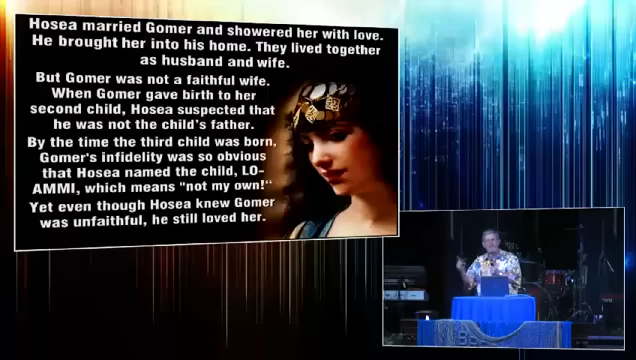 Hosea married Gomer and showered her with love.
He brought her into his home. They lived together
as husband and wife.
But Gomer was not a faithful wife.
When Gomer gave birth to her
second child, Hosea suspected that
he was not the child's father.
By the time the third child was born,
Gomer's infidelity was so obvious
that Hosea named the child, LO-
AMMI, which means "not my own!“
Yet even though Hosea knew Gomer
was unfaithful, he still loved her.